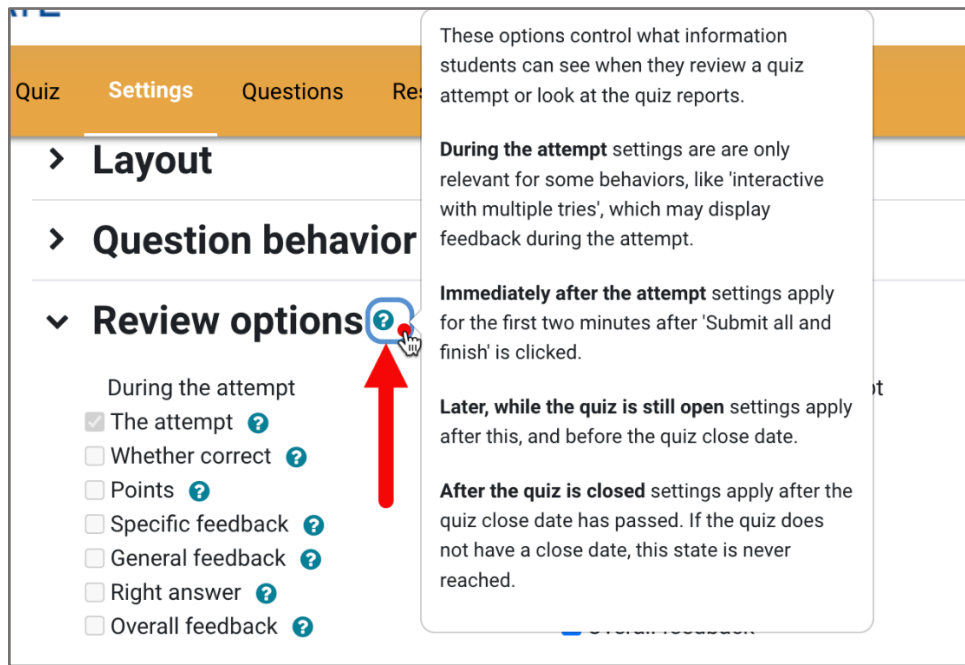 Quiz Settings Questions
Layout
Question behavior
Review options
During the attempt
The attempt
Whether correct
Points
Specific feedback
General feedback
Right answer
Overall feedback
These options control what information
students can see when they review a quiz
attempt or look at the quiz reports.
During the attempt settings are are only
relevant for some behaviors, like 'interactive
with multiple tries', which may display
feedback during the attempt.
Immediately after the attempt settings apply
for the first two minutes after 'Submit all and
finish' is clicked.
Later, while the quiz is still open settings apply
after this, and before the quiz close date.
After the quiz is closed settings apply after the
quiz close date has passed. If the quiz does
not have a close date, this state is never
reached.